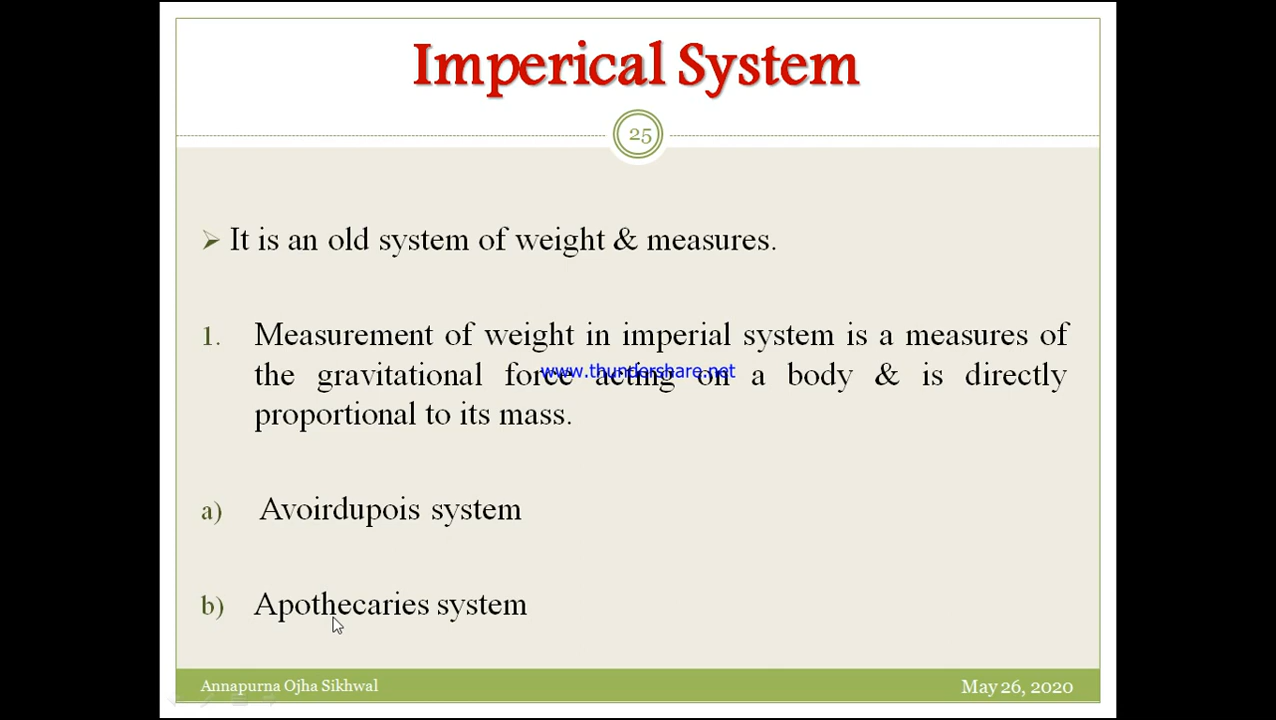 Imperical System
25
➢ It is an old system of weight & measures.
1. Measurement of weight in imperial system is a measures of
the gravitational force acting on a body & is directly
www.thundershare.net
proportional to its mass.
a) Avoirdupois system
b) Apothecaries system
Annapurna Ojha Sikhwal
May 26, 2020